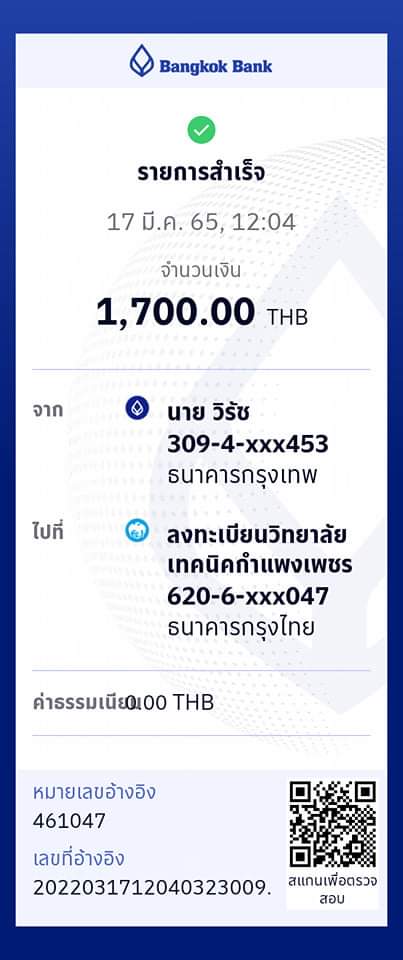 Bangkok Bank
รายการสำเร็จ
17 มี.ค. 65, 12:04
จำนวนเงิน
1,700.00 THB
จาก
นาย วิรัช
309-4-xxx453
ธนาคารกรุงเทพ
ไปที่
ลงทะเบียนวิทยาลัย
เทคนิคกำแพงเพชร
620-6-xxx047
ธนาคารกรุงไทย
ค่าธรรมเนียม 0.00 THB
หมายเลขอ้างอิง
461047
เลขที่อ้างอิง
2022031712040323009.
สแกนเพื่อตรวจ
สอบ